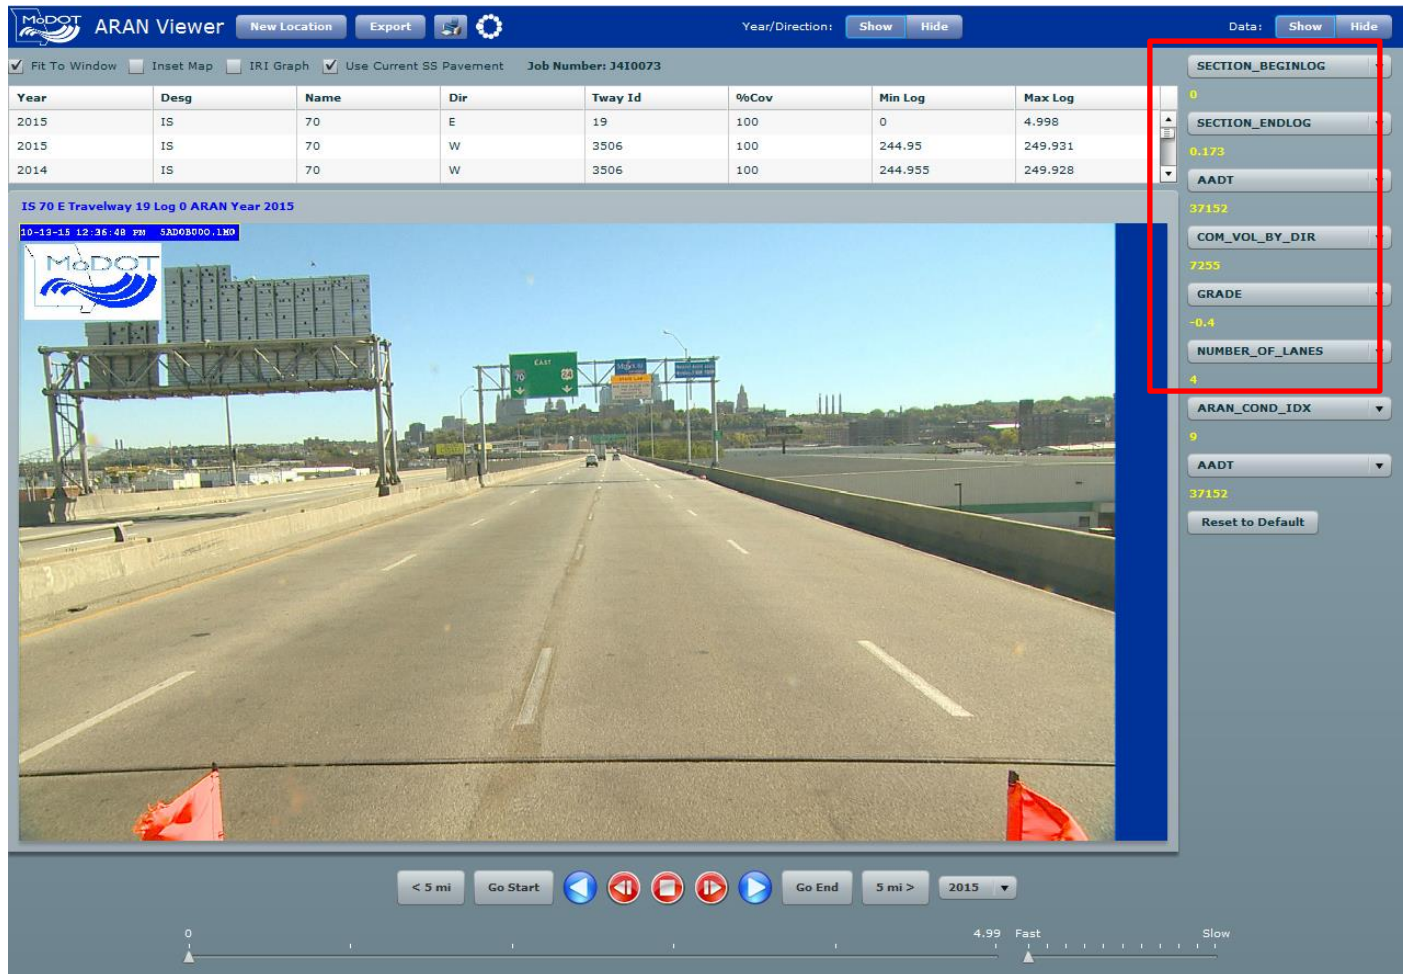 MoDOT ARAN Viewer New Location Export Year/Direction: Show Hide Data: Show Hide
Fit To Window Inset Map IRI Graph Use Current SS Pavement Job Number: J4I0073
Year Desg Name Dir Tway Id %Cov Min Log Max Log
2015 IS 70 E 19 100 0 4.998
2015 IS 70 W 3506 100 244.95 249.931
2014 IS 70 W 3506 100 244.955 249.928
IS 70 E Travelway 19 Log 0 ARAN Year 2015
10-13-15 12:36:48 PM
MoDOT
EAST
70 24
SECTION_BEGINLOG
0
SECTION_ENDLOG
0.173
AADT
37152
COM_VOL_BY_DIR
7255
GRADE
-0.4
NUMBER_OF_LANES
4
ARAN_COND_IDX
9
AADT
37152
Reset to Default
< 5 mi Go Start Go End 5 mi > 2015
0 4.99 Fast Slow